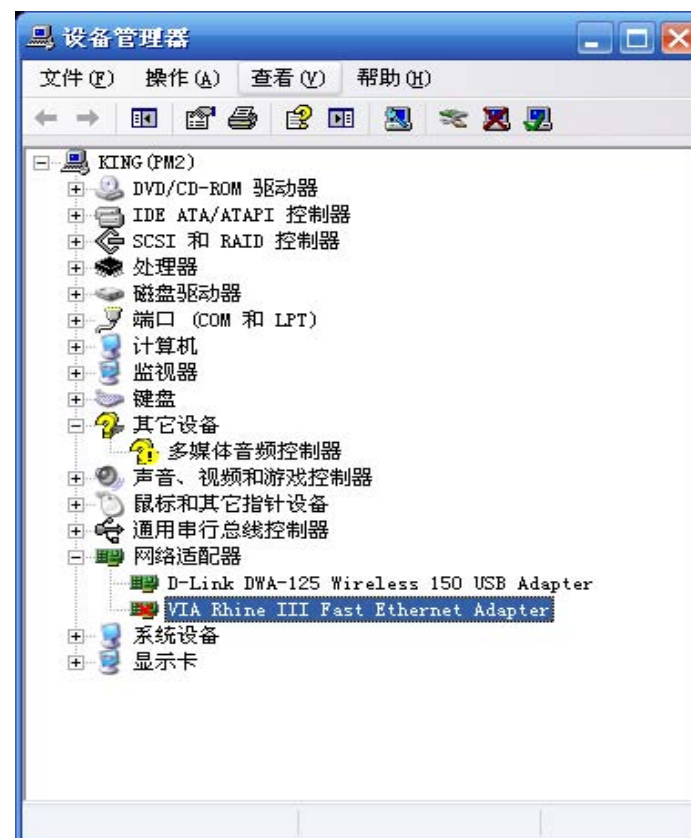 设备管理器
文件(F) 操作(A) 查看(V) 帮助(H)
KING(PM2)
DVD/CD-ROM 驱动器
IDE ATA/ATAPI 控制器
SCSI 和 RAID 控制器
处理器
磁盘驱动器
端口 (COM 和 LPT)
计算机
监视器
键盘
其它设备
多媒体音频控制器
声音、视频和游戏控制器
鼠标和其它指针设备
通用串行总线控制器
网络适配器
D-Link DWA-125 Wireless 150 USB Adapter
VIA Rhine III Fast Ethernet Adapter
系统设备
显示卡